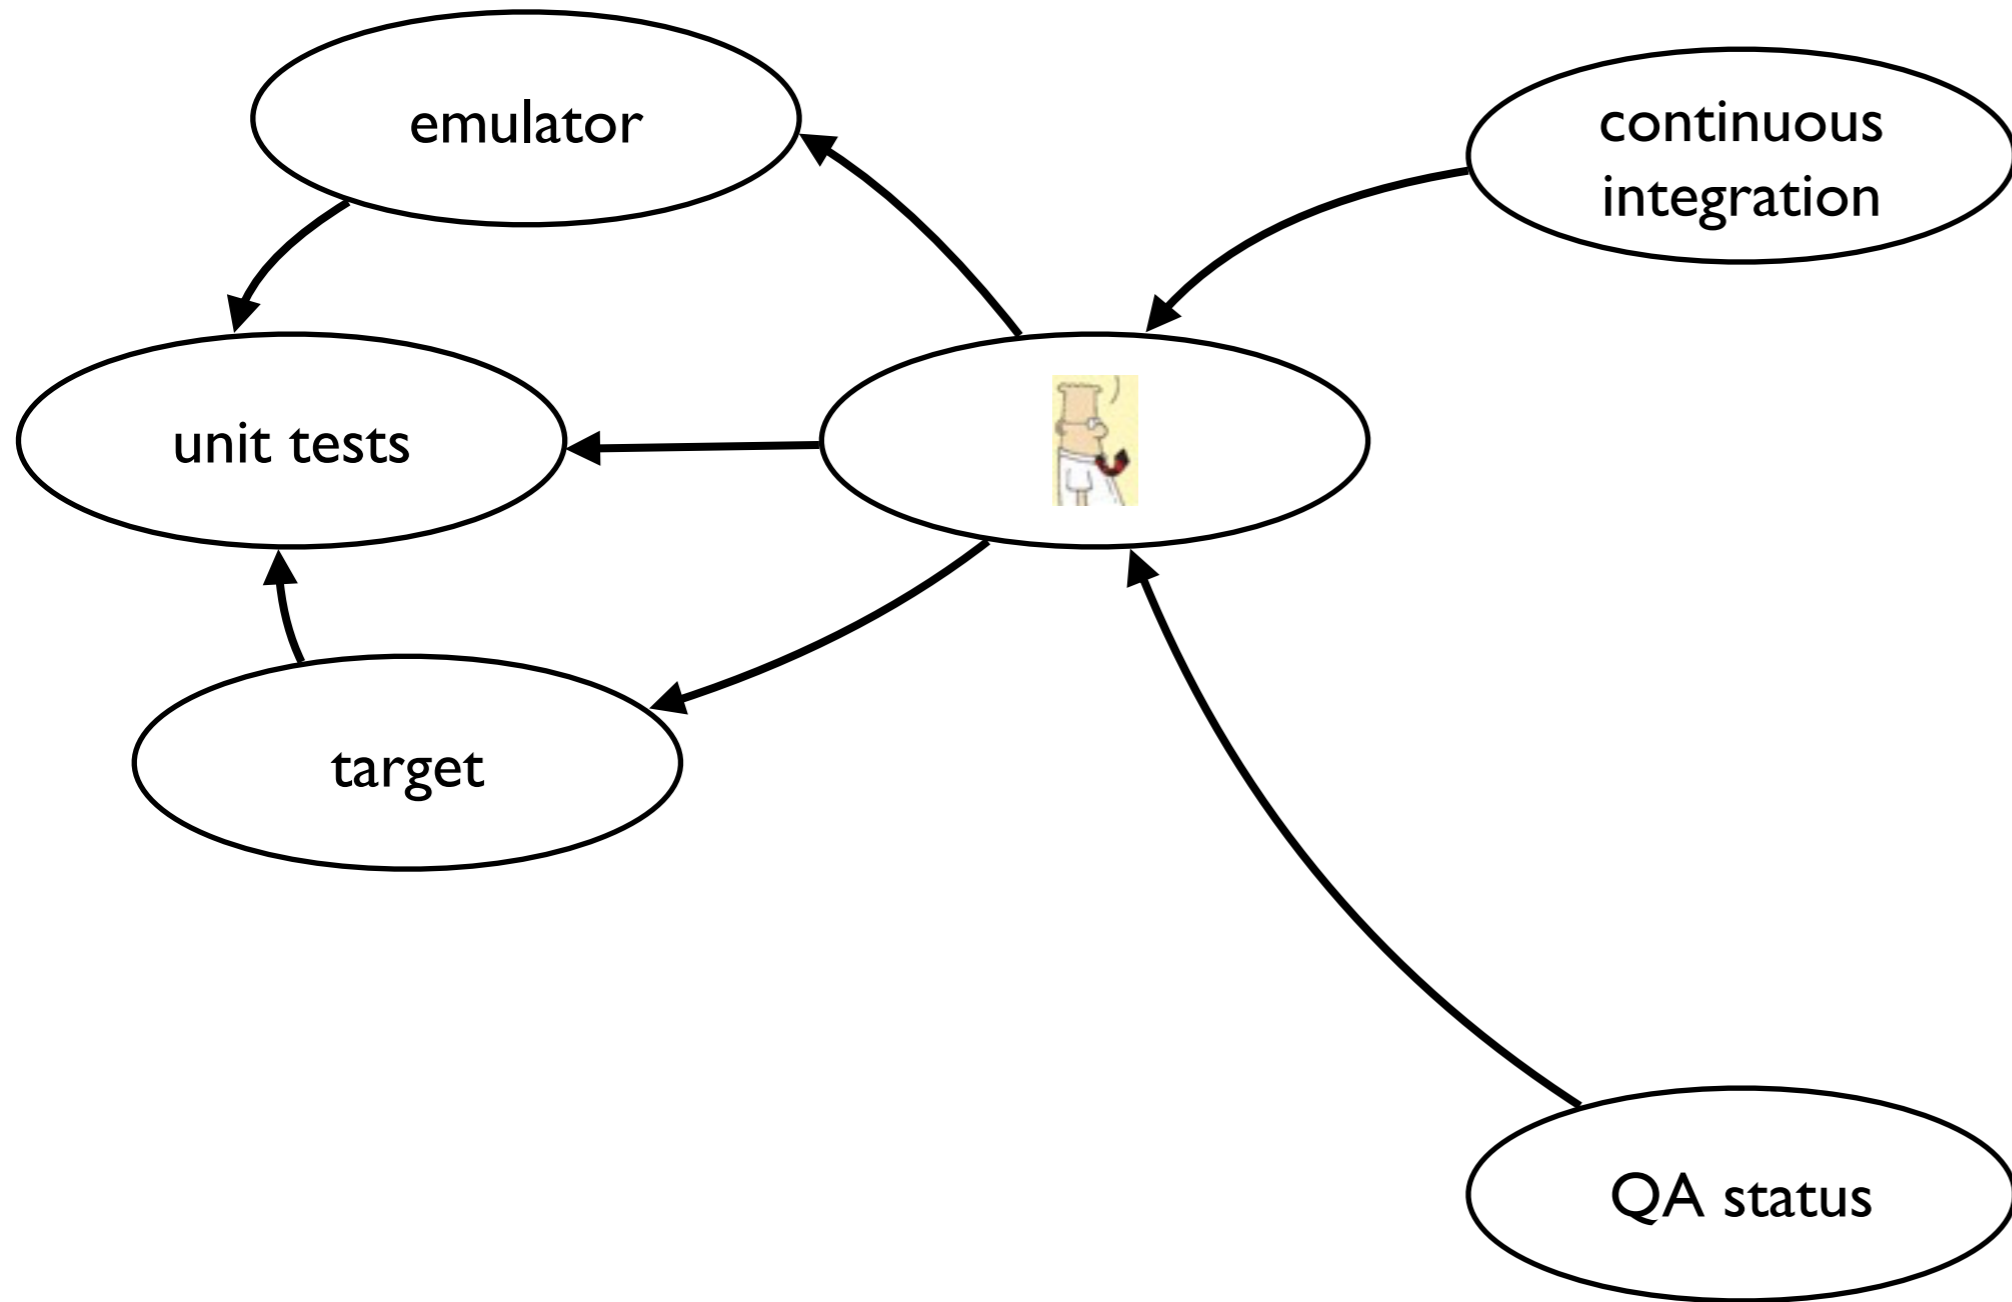 emulator
continuous
integration
unit tests
target
QA status